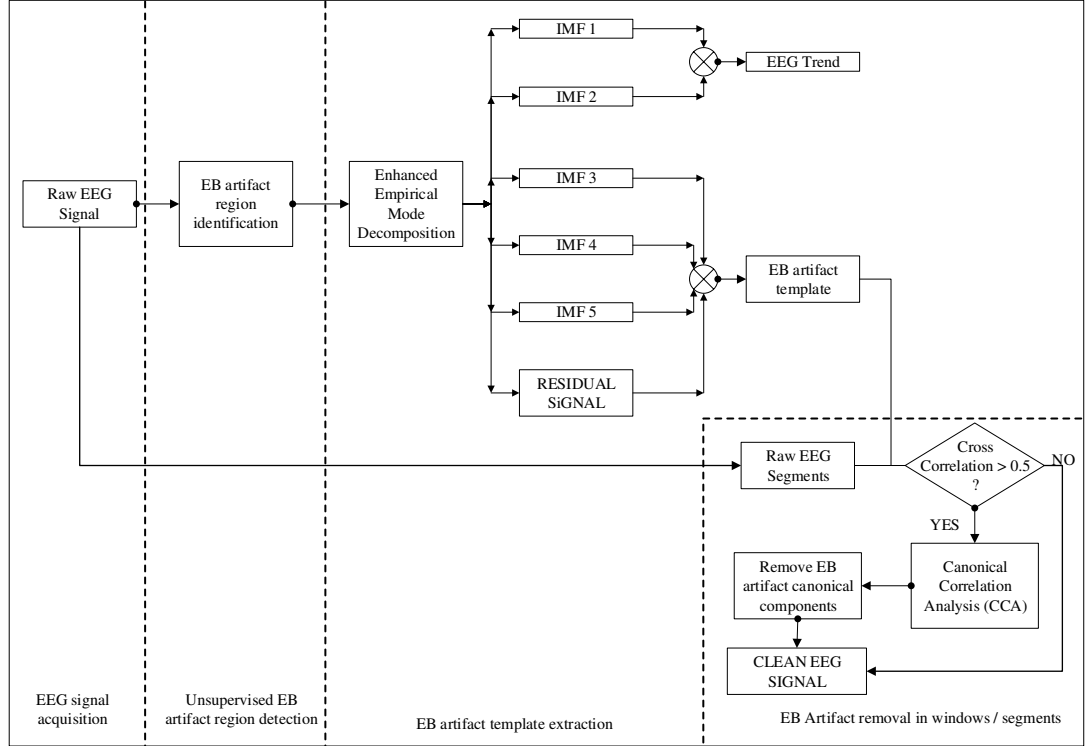 Raw EEG
Signal
EB artifact
region
identification
Enhanced
Empirical
Mode
Decomposition
IMF 1
IMF 2
EEG Trend
IMF 3
IMF 4
IMF 5
RESIDUAL
SiGNAL
EB artifact
template
Raw EEG
Segments
Cross
Correlation > 0.5
?
NO
YES
Canonical
Correlation
Analysis (CCA)
Remove EB
artifact canonical
components
CLEAN EEG
SIGNAL
EEG signal
acquisition
Unsupervised EB
artifact region detection
EB artifact template extraction
EB Artifact removal in windows / segments